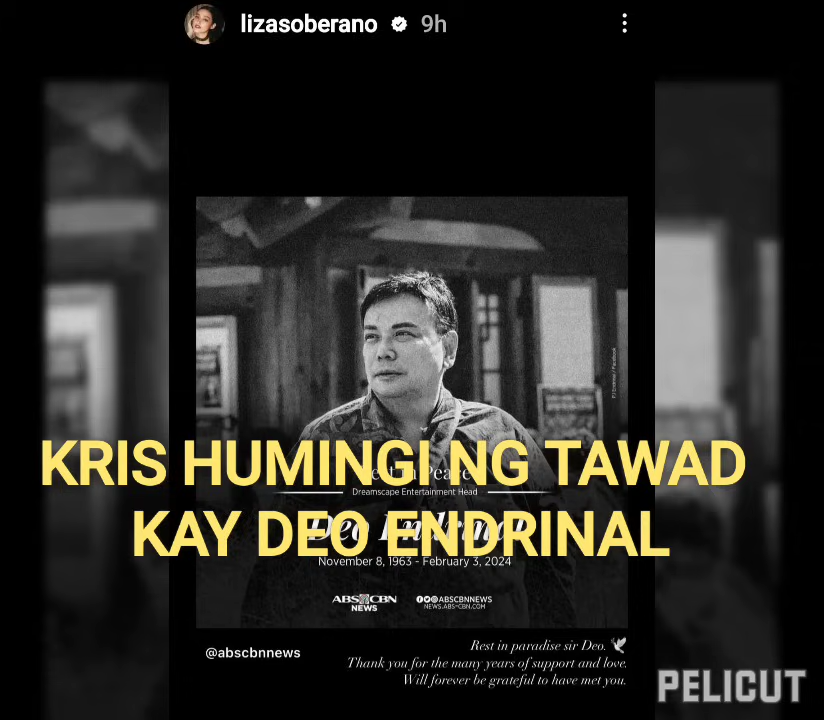 lizasoberano 9h
KRIS HUMINGI NG TAWAD
Peace
Dreamscape Entertainment Head
KAY DEO ENDRINAL
Deo
November 8, 1963 - February 3, 2024
ABS CBN
NEWS
@ABSCBNNEWS
NEWS.ABS-CBN.COM
@abscbnnews
Rest in paradise sir Deo. 🕊
Thank you for the many years of support and love.
Will forever be grateful to have met you.
PELICUT